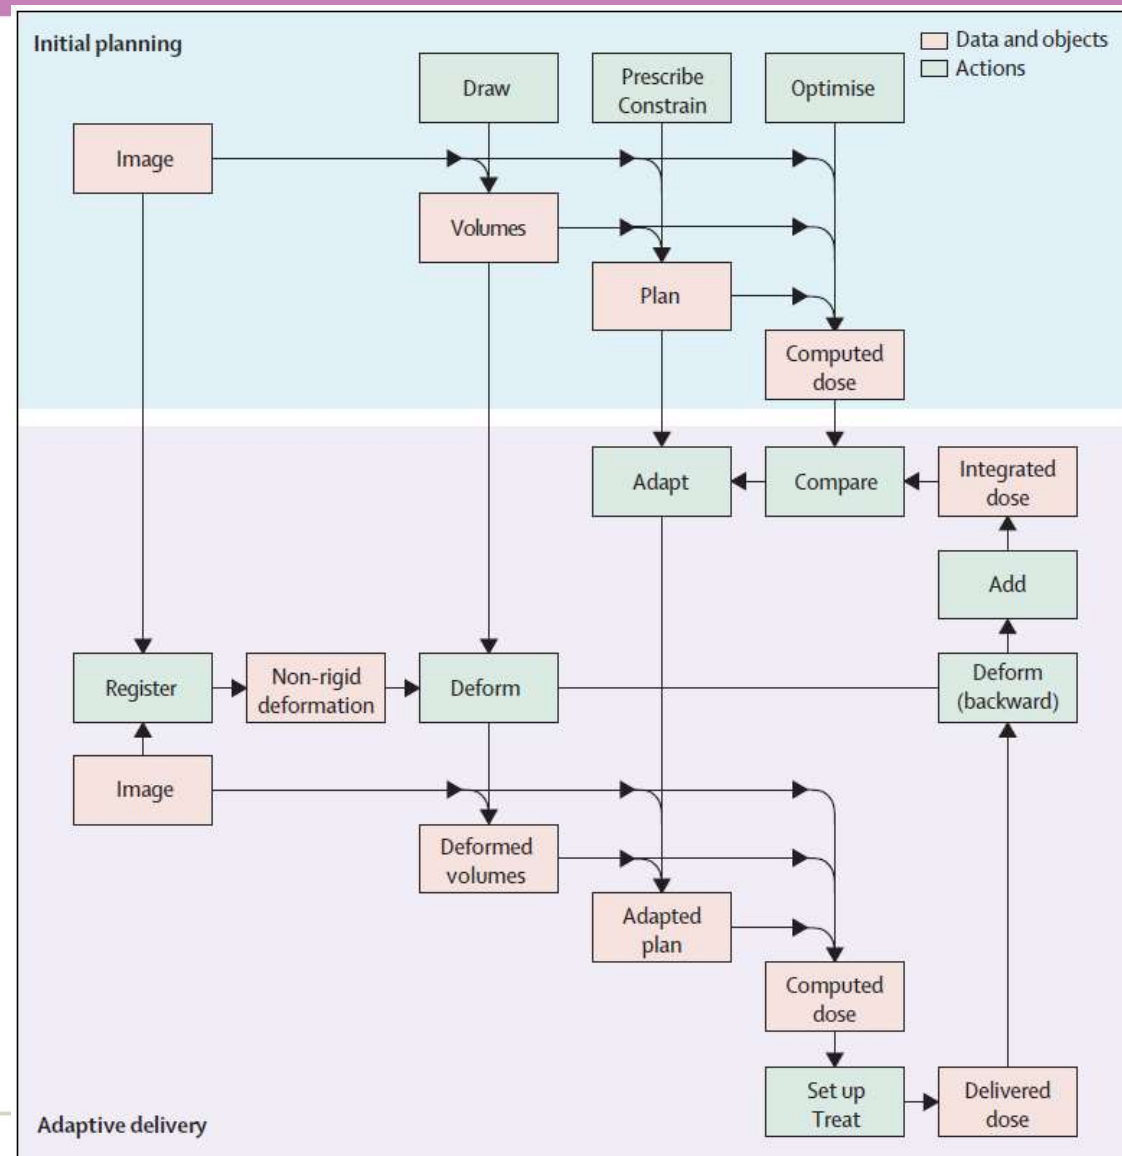 Initial planning
Data and objects
Actions
Draw
Prescribe
Constrain
Optimise
Image
Volumes
Plan
Computed
dose
Adapt
Compare
Integrated
dose
Add
Register
Non-rigid
deformation
Deform
Deform
(backward)
Image
Deformed
volumes
Adapted
plan
Computed
dose
Set up
Treat
Delivered
dose
Adaptive delivery